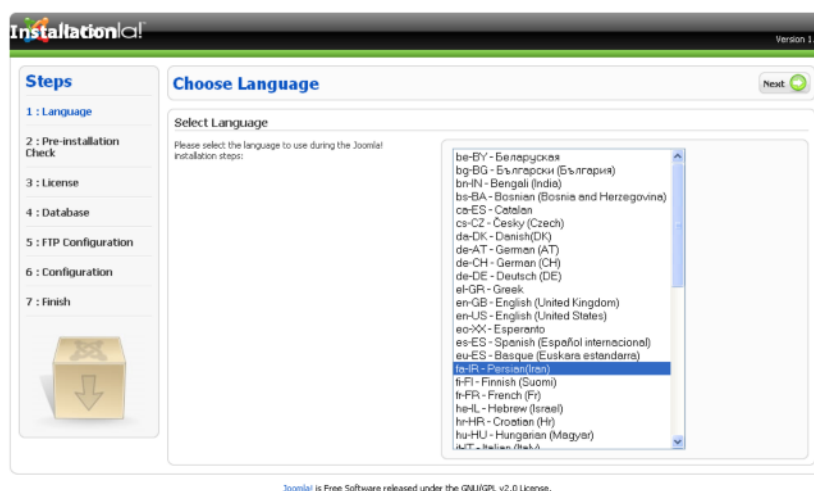 Installation
Joomla!
Version 1.
Steps
1 : Language
2 : Pre-installation
Check
3 : License
4 : Database
5 : FTP Configuration
6 : Configuration
7 : Finish
Choose Language
Next
Select Language
Please select the language to use during the Joomla!
installation steps:
be-BY - Беларуская
bg-BG - Български (България)
bn-IN - Bengali (India)
bs-BA - Bosnian (Bosnia and Herzegovina)
ca-ES - Catalan
cs-CZ - Česky (Czech)
da-DK - Danish(DK)
de-AT - German (AT)
de-CH - German (CH)
de-DE - Deutsch (DE)
el-GR - Greek
en-GB - English (United Kingdom)
en-US - English (United States)
eo-XX - Esperanto
es-ES - Spanish (Español internacional)
eu-ES - Basque (Euskara estandarra)
fa-IR - Persian(Iran)
fi-FI - Finnish (Suomi)
fr-FR - French (Fr)
he-IL - Hebrew (Israel)
hr-HR - Croatian (Hr)
hu-HU - Hungarian (Magyar)
it-IT - Italian (Italy)
Joomla! is Free Software released under the GNU/GPL v2.0 License.